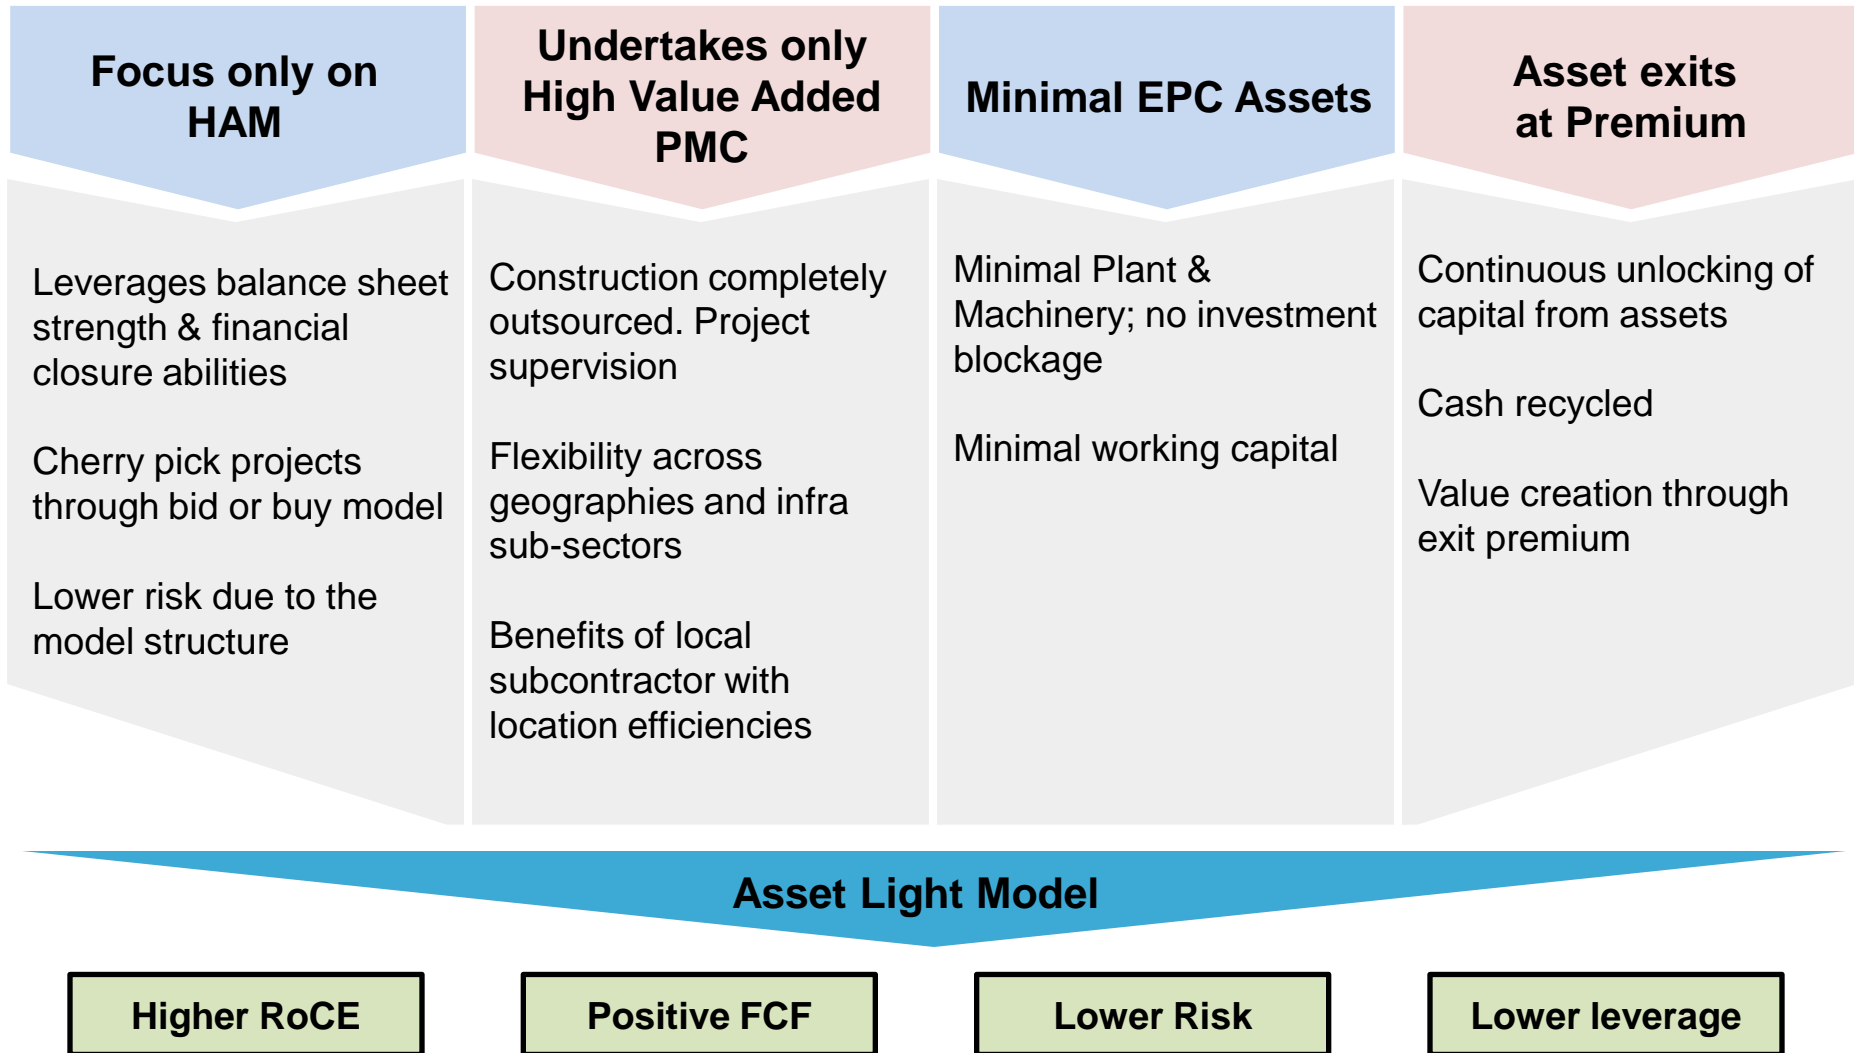 Focus only on
HAM
Leverages balance sheet
strength & financial
closure abilities
Cherry pick projects
through bid or buy model
Lower risk due to the
model structure
Undertakes only
High Value Added
PMC
Construction completely
outsourced. Project
supervision
Flexibility across
geographies and infra
sub-sectors
Benefits of local
subcontractor with
location efficiencies
Minimal EPC Assets
Minimal Plant &
Machinery; no investment
blockage
Minimal working capital
Asset exits
at Premium
Continuous unlocking of
capital from assets
Cash recycled
Value creation through
exit premium
Asset Light Model
Higher RoCE
Positive FCF
Lower Risk
Lower leverage